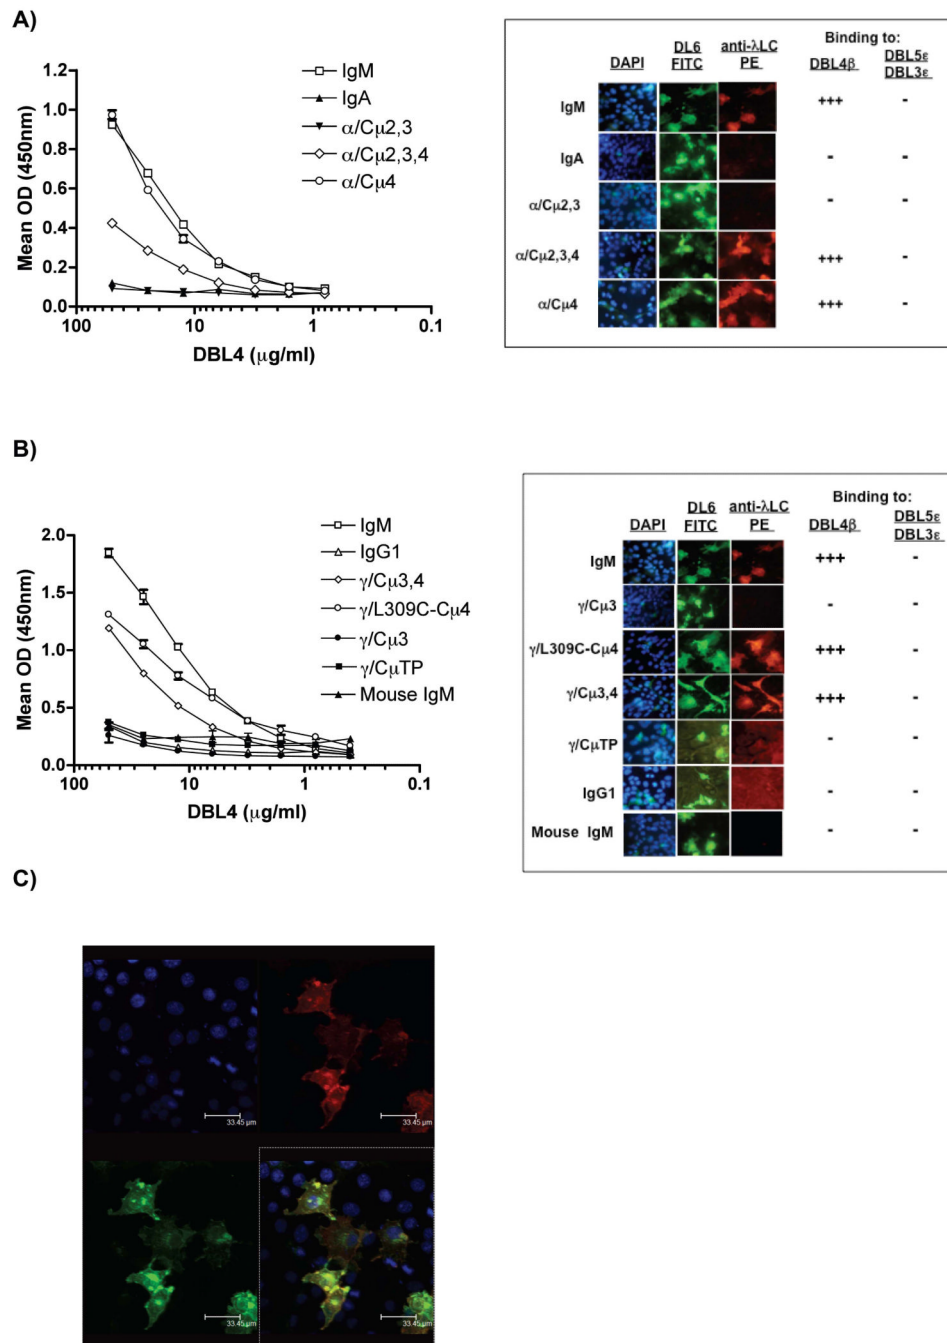 A)
Mean OD (450nm)
1.2
1.0
0.8
0.6
0.4
0.2
0.0
100
10
1
0.1
DBL4 (μg/ml)
IgM
IgA
α/Cμ2,3
α/Cμ2,3,4
α/Cμ4
Binding to:
DAPI
DL6 FITC
anti-λLC PE
DBL4β
DBL5ε DBL3ε
IgM +++ -
IgA - -
α/Cμ2,3 - -
α/Cμ2,3,4 +++ -
α/Cμ4 +++ -
B)
Mean OD (450nm)
2.0
1.5
1.0
0.5
0.0
100
10
1
0.1
DBL4 (μg/ml)
IgM
IgG1
γ/Cμ3,4
γ/L309C-Cμ4
γ/Cμ3
γ/CμTP
Mouse IgM
Binding to:
DAPI
DL6 FITC
anti-λLC PE
DBL4β
DBL5ε DBL3ε
IgM +++ -
γ/Cμ3 - -
γ/L309C-Cμ4 +++ -
γ/Cμ3,4 +++ -
γ/CμTP - -
IgG1 - -
Mouse IgM - -
C)
33.45 μm
33.45 μm
33.45 μm
33.45 μm